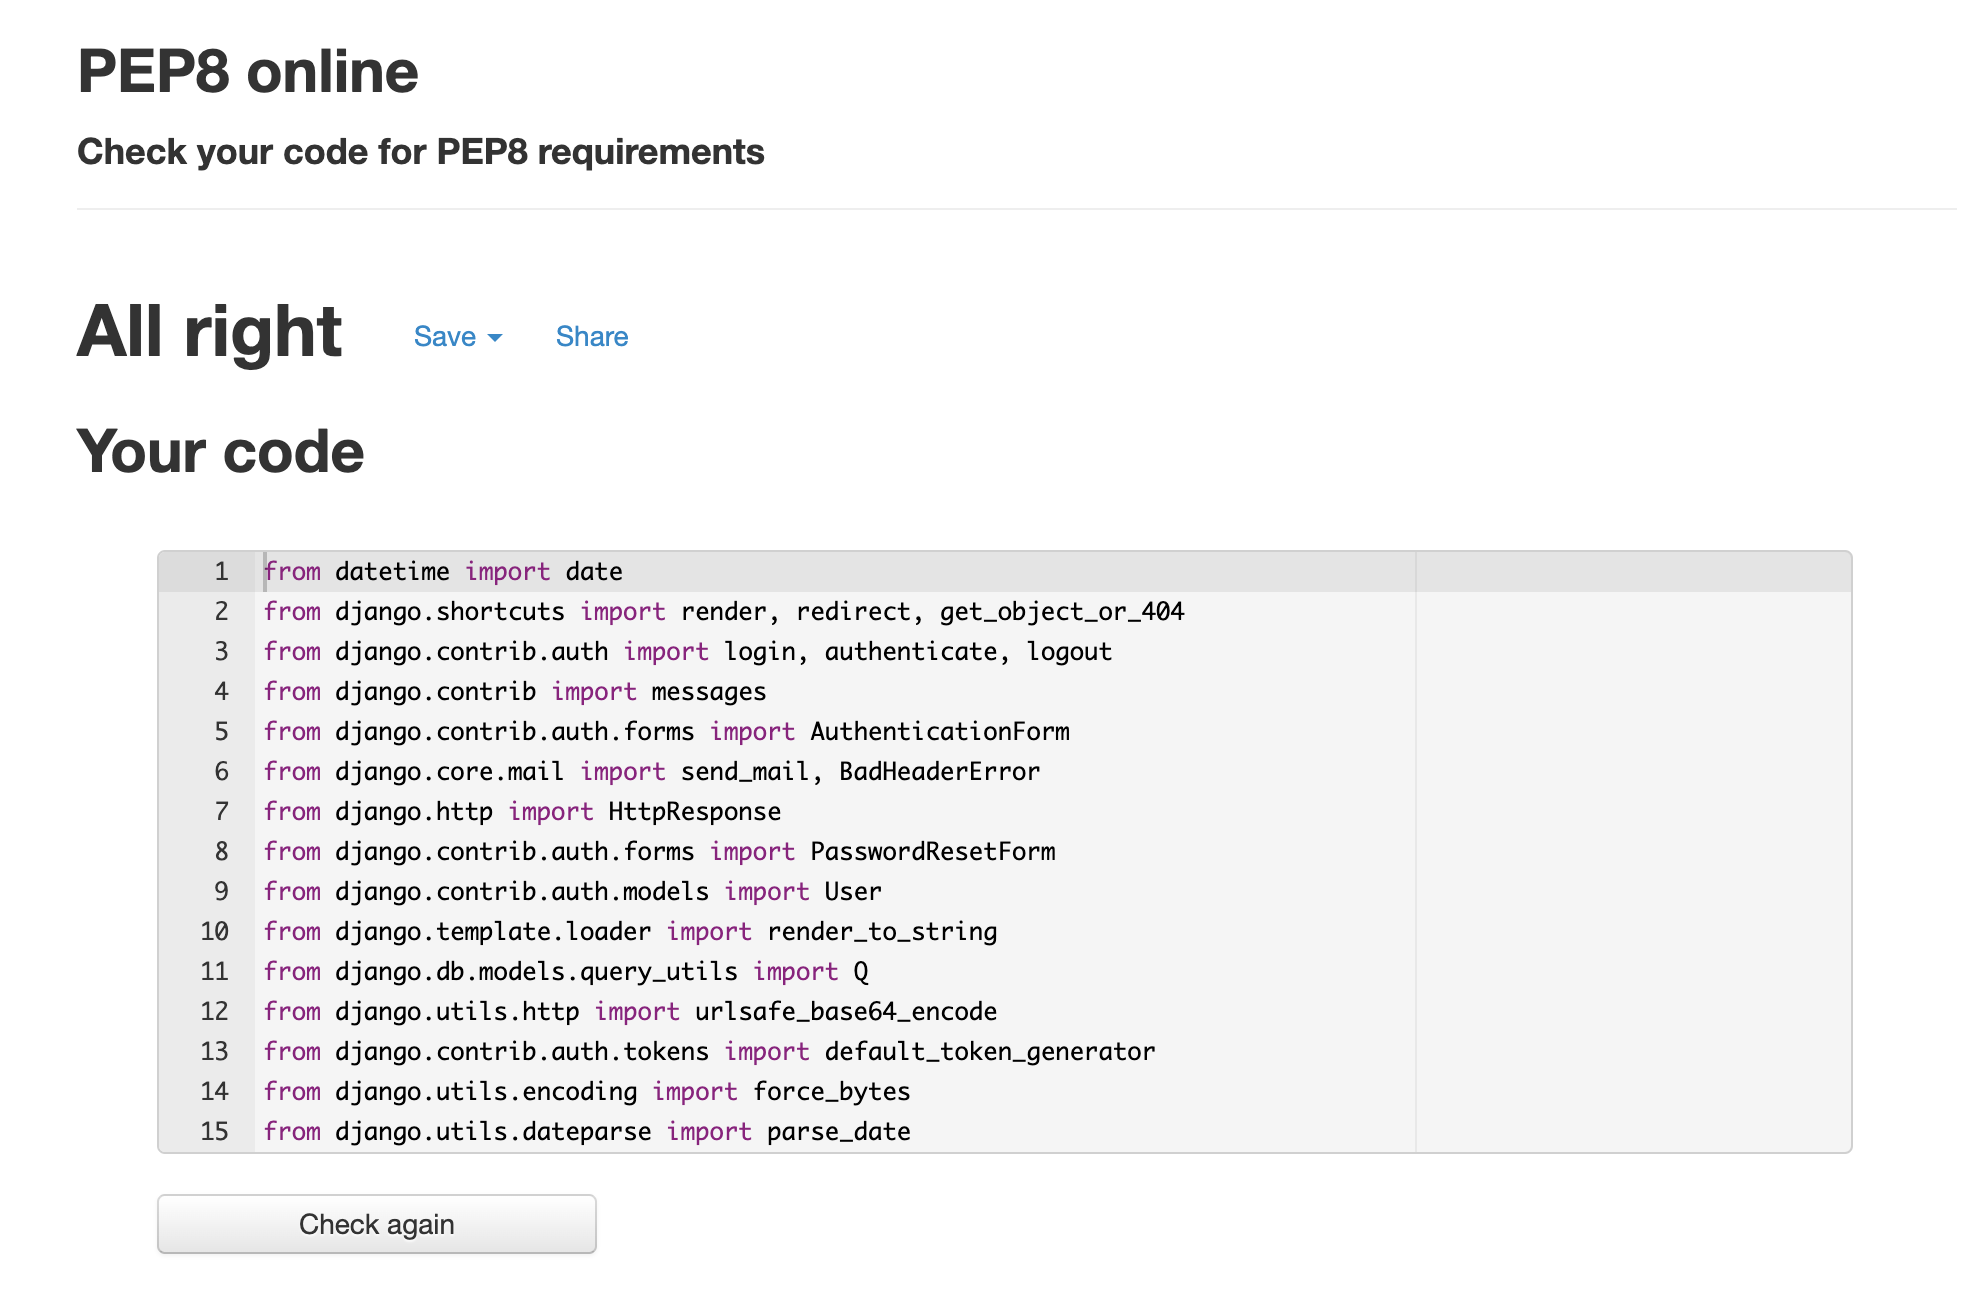 PEP8 online
Check your code for PEP8 requirements
All right Save Share
Your code
1 from datetime import date
2 from django.shortcuts import render, redirect, get_object_or_404
3 from django.contrib.auth import login, authenticate, logout
4 from django.contrib import messages
5 from django.contrib.auth.forms import AuthenticationForm
6 from django.core.mail import send_mail, BadHeaderError
7 from django.http import HttpResponse
8 from django.contrib.auth.forms import PasswordResetForm
9 from django.contrib.auth.models import User
10 from django.template.loader import render_to_string
11 from django.db.models.query_utils import Q
12 from django.utils.http import urlsafe_base64_encode
13 from django.contrib.auth.tokens import default_token_generator
14 from django.utils.encoding import force_bytes
15 from django.utils.dateparse import parse_date
Check again